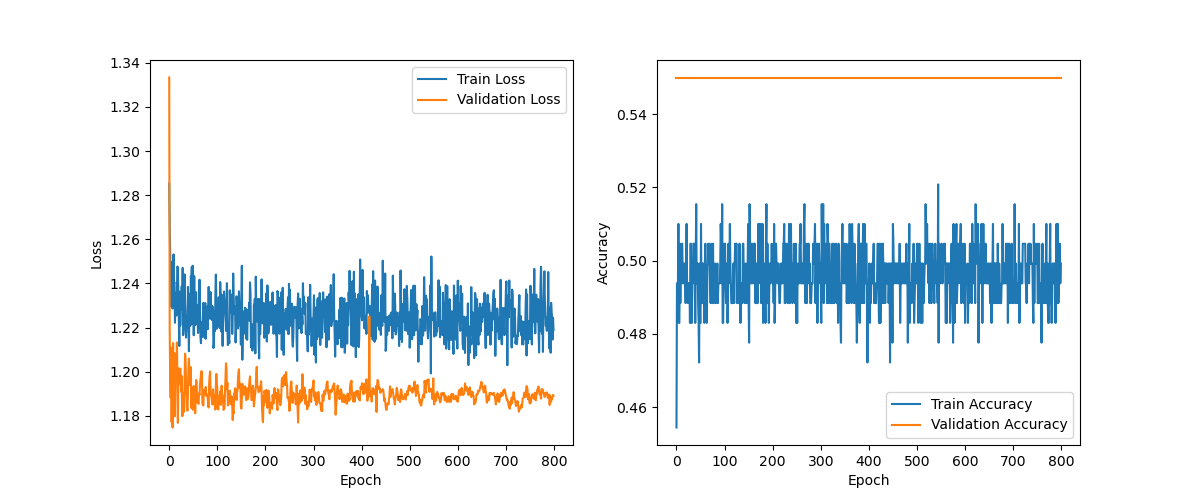 1.34
1.32
1.30
1.28
1.26
1.24
1.22
1.20
1.18
Loss
0 100 200 300 400 500 600 700 800
Epoch
Train Loss
Validation Loss
0.54
0.52
0.50
0.48
0.46
Accuracy
0 100 200 300 400 500 600 700 800
Epoch
Train Accuracy
Validation Accuracy